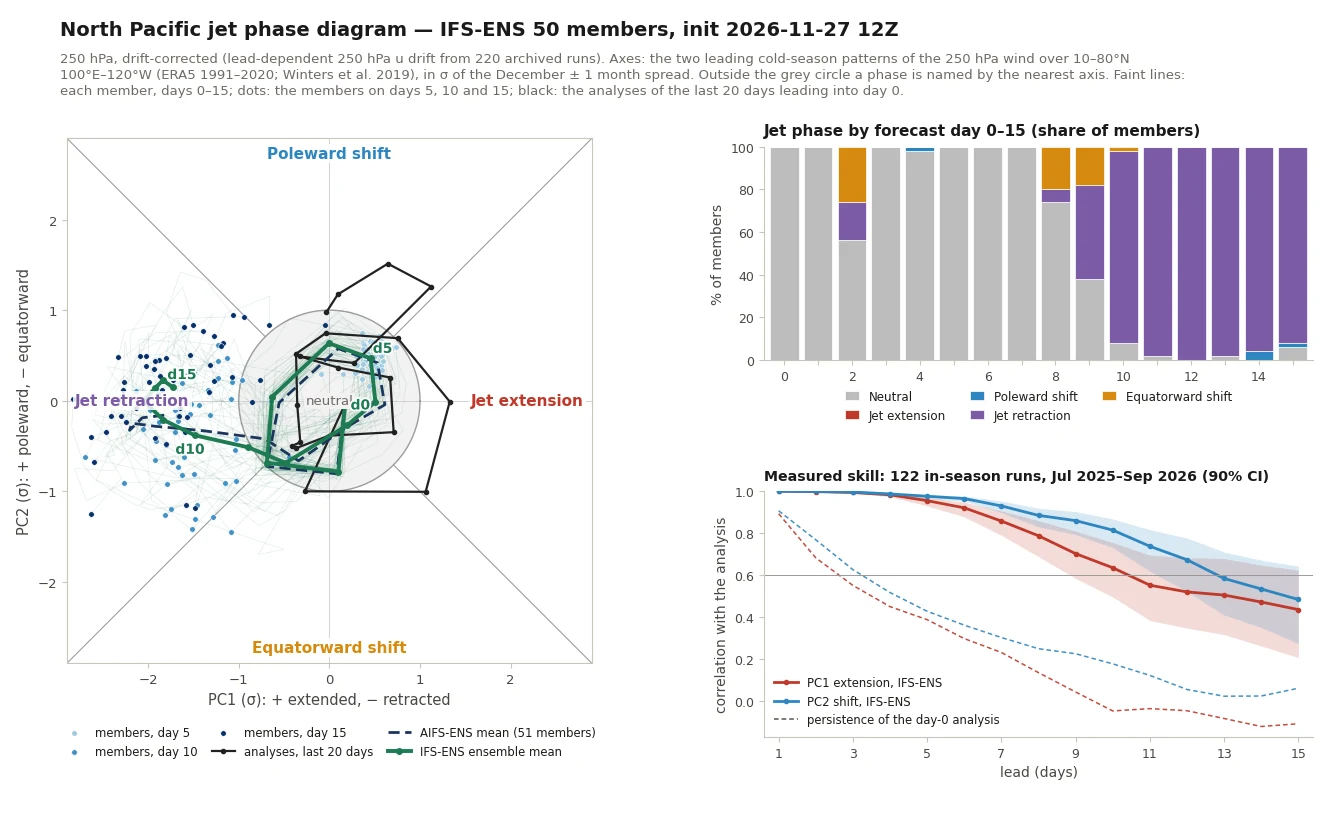 North Pacific jet phase diagram — IFS-ENS 50 members, init 2026-11-27 12Z
250 hPa, drift-corrected (lead-dependent 250 hPa u drift from 220 archived runs). Axes: the two leading cold-season patterns of the 250 hPa wind over 10–80°N
100°E–120°W (ERA5 1991–2020; Winters et al. 2019), in σ of the December ± 1 month spread. Outside the grey circle a phase is named by the nearest axis. Faint lines:
each member, days 0–15; dots: the members on days 5, 10 and 15; black: the analyses of the last 20 days leading into day 0.
Poleward shift
Jet retraction
neutral
Jet extension
Equatorward shift
d0
d5
d10
d15
2
1
0
−1
−2
PC2 (σ): + poleward, − equatorward
−2
−1
0
1
2
PC1 (σ): + extended, − retracted
members, day 5
members, day 10
members, day 15
analyses, last 20 days
AIFS-ENS mean (51 members)
IFS-ENS ensemble mean
Jet phase by forecast day 0–15 (share of members)
100
80
60
40
20
0
% of members
0
2
4
6
8
10
12
14
Neutral
Jet extension
Poleward shift
Jet retraction
Equatorward shift
Measured skill: 122 in-season runs, Jul 2025–Sep 2026 (90% CI)
1.0
0.8
0.6
0.4
0.2
0.0
correlation with the analysis
PC1 extension, IFS-ENS
PC2 shift, IFS-ENS
persistence of the day-0 analysis
1
3
5
7
9
11
13
15
lead (days)